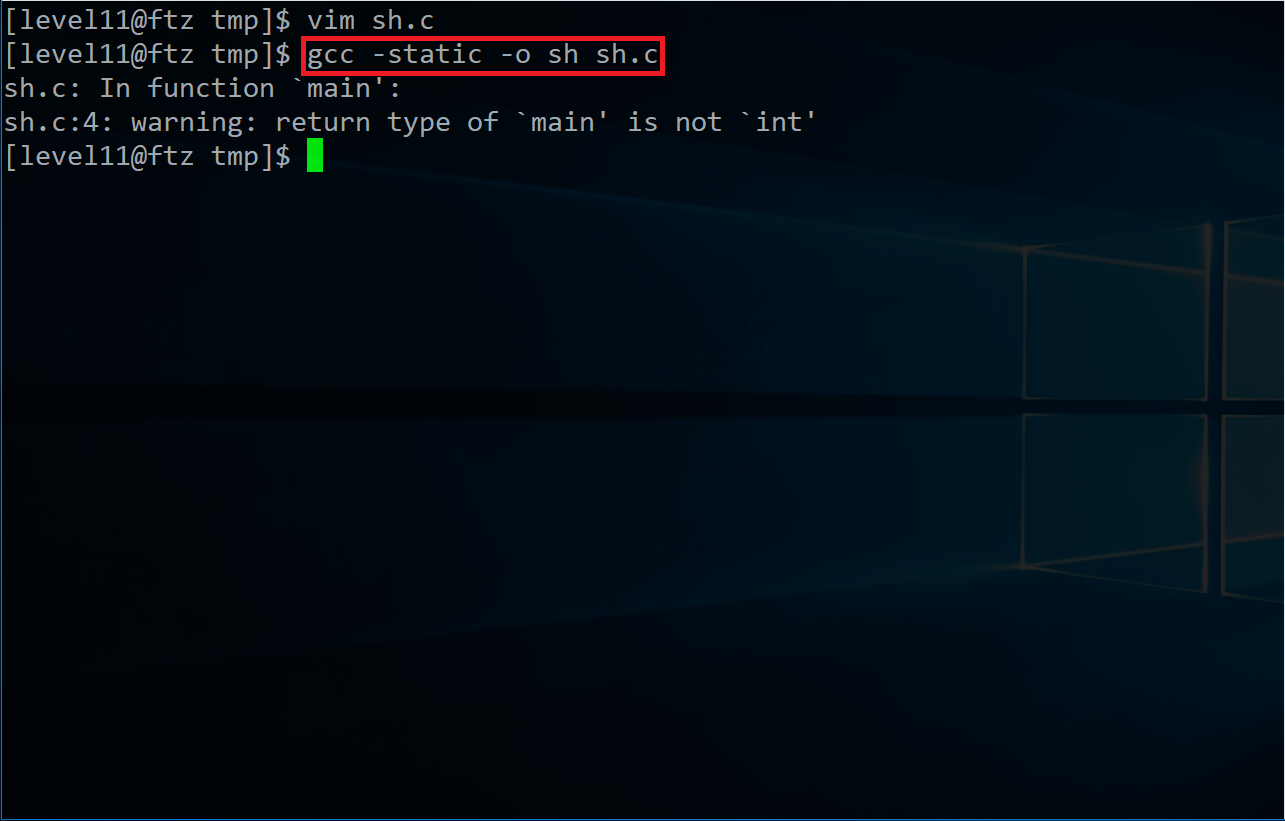 [level11@ftz tmp]$ vim sh.c
[level11@ftz tmp]$ gcc -static -o sh sh.c
sh.c: In function `main':
sh.c:4: warning: return type of `main' is not `int'
[level11@ftz tmp]$